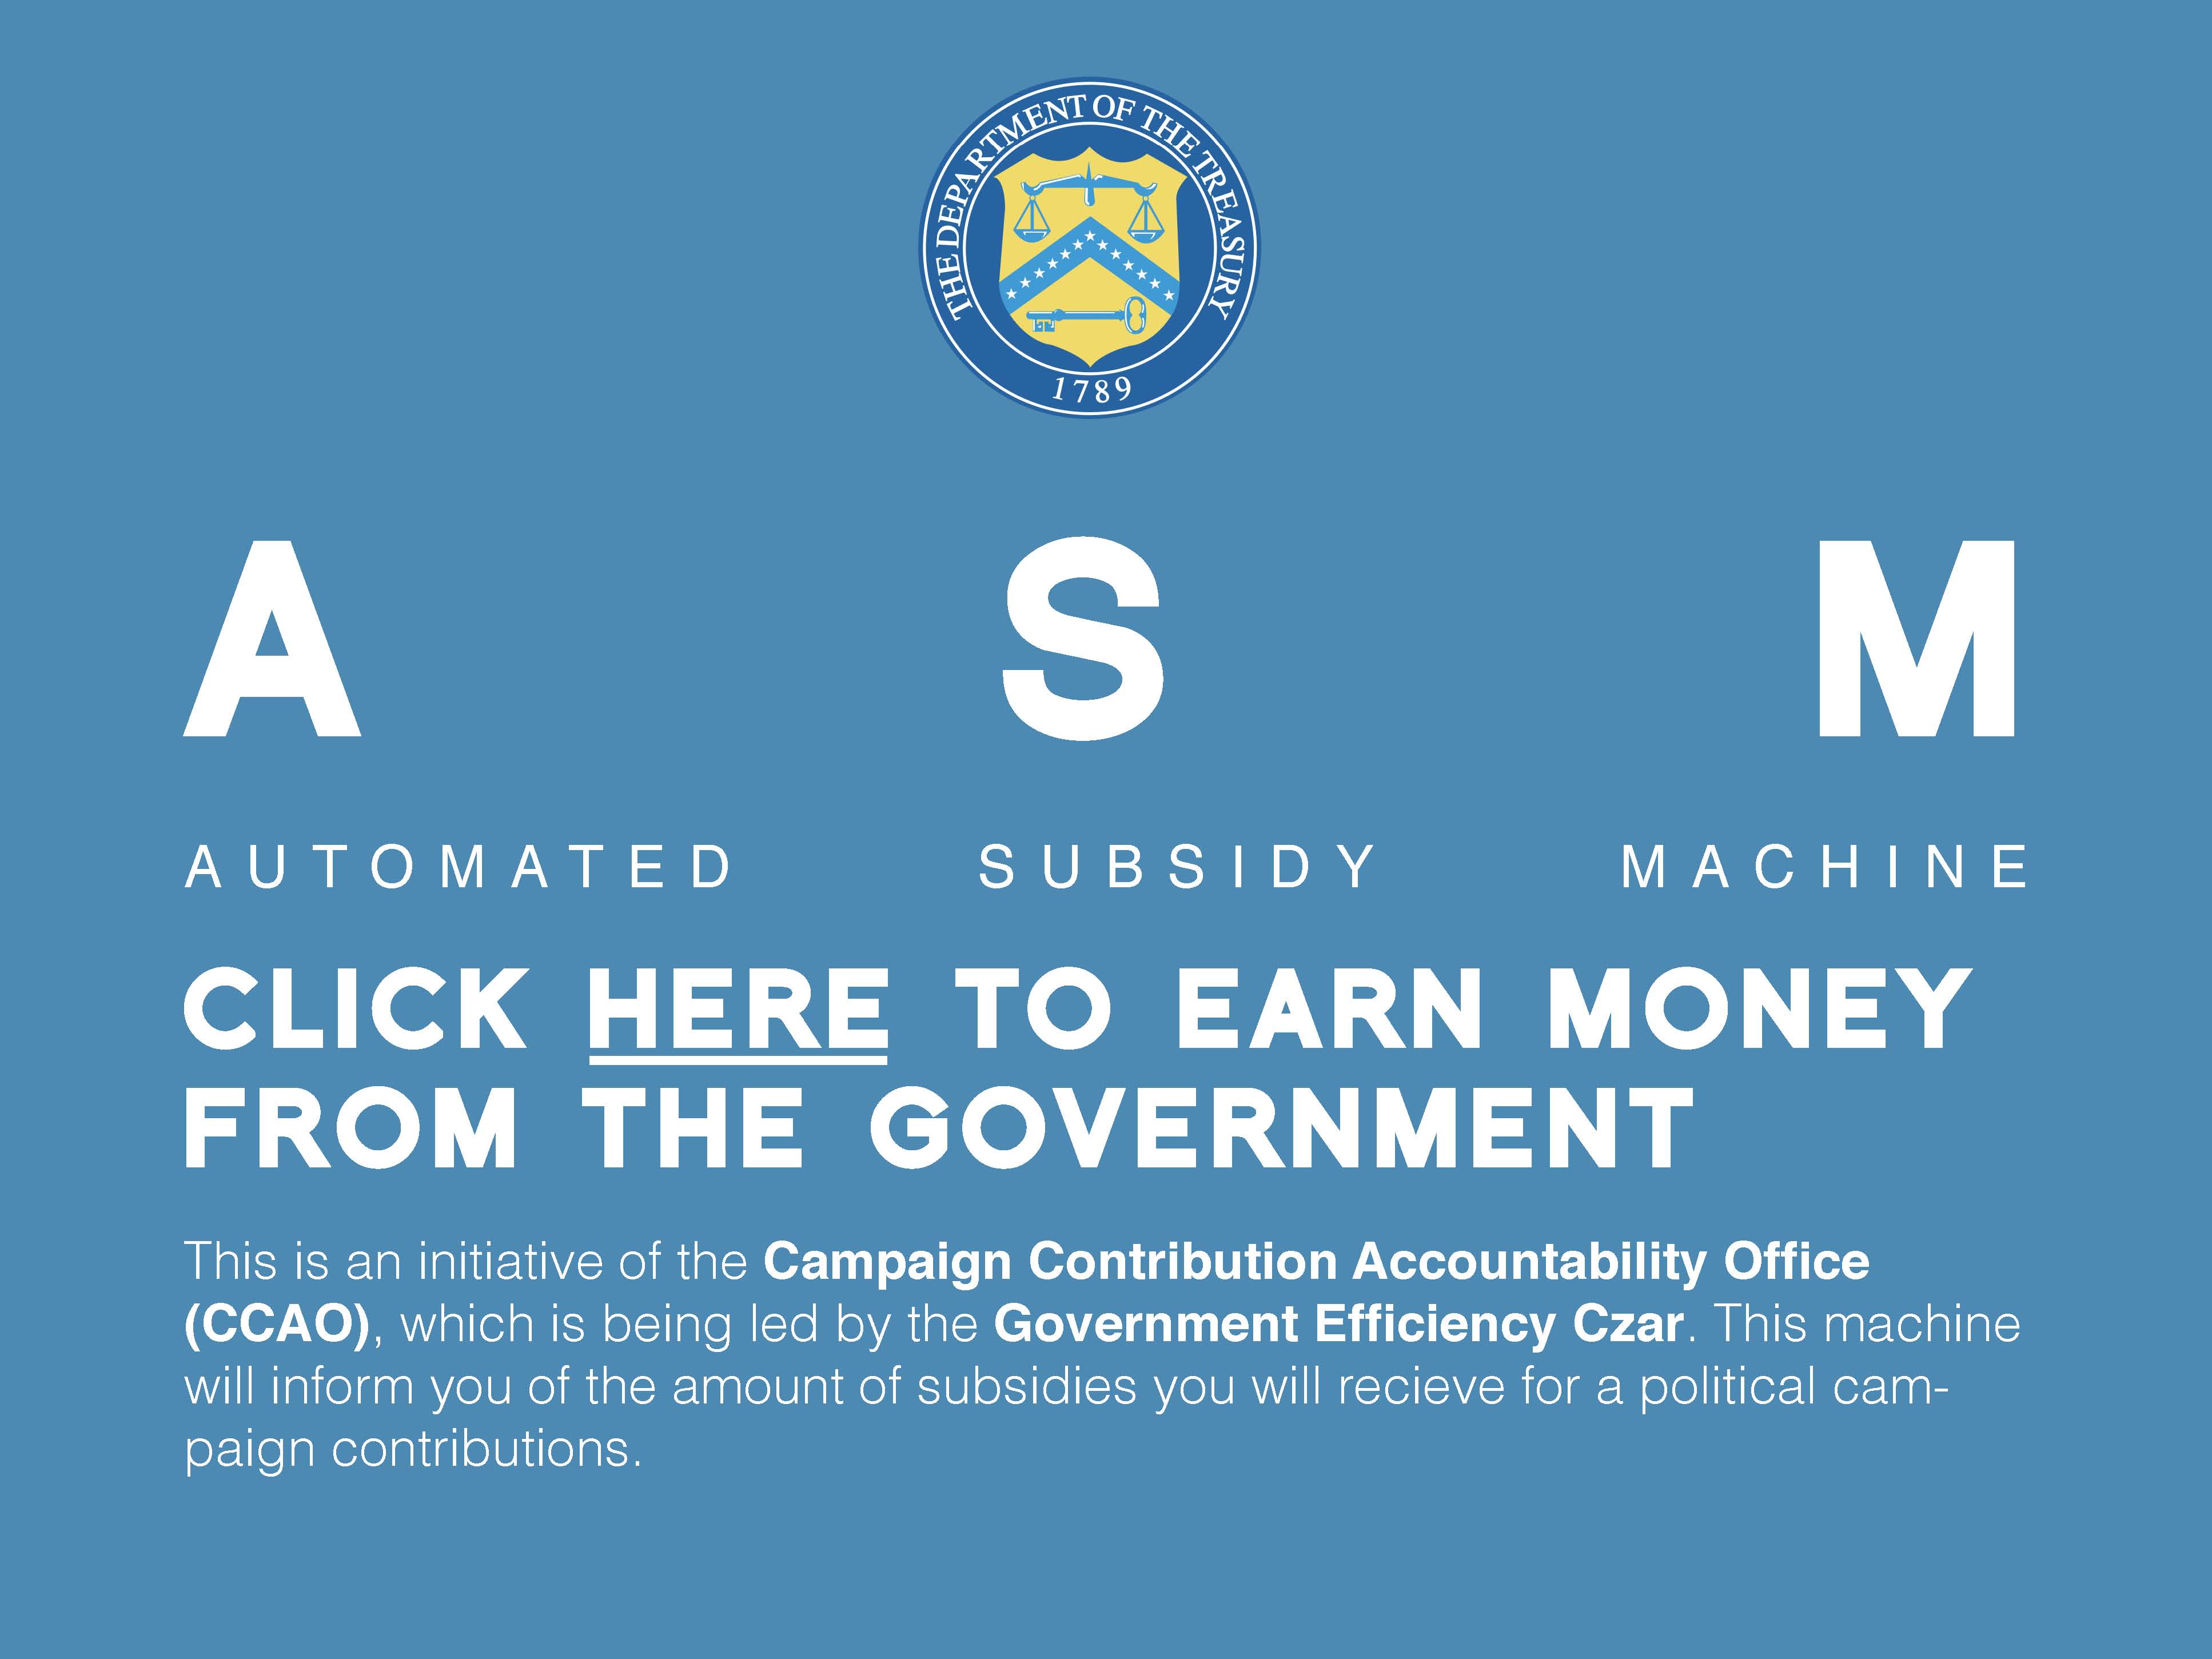 THE DEPARTMENT OF THE TREASURY
1789
A S M
AUTOMATED SUBSIDY MACHINE
CLICK HERE TO EARN MONEY
FROM THE GOVERNMENT
This is an initiative of the Campaign Contribution Accountability Office
(CCAO), which is being led by the Government Efficiency Czar. This machine
will inform you of the amount of subsidies you will recieve for a political cam-
paign contributions.